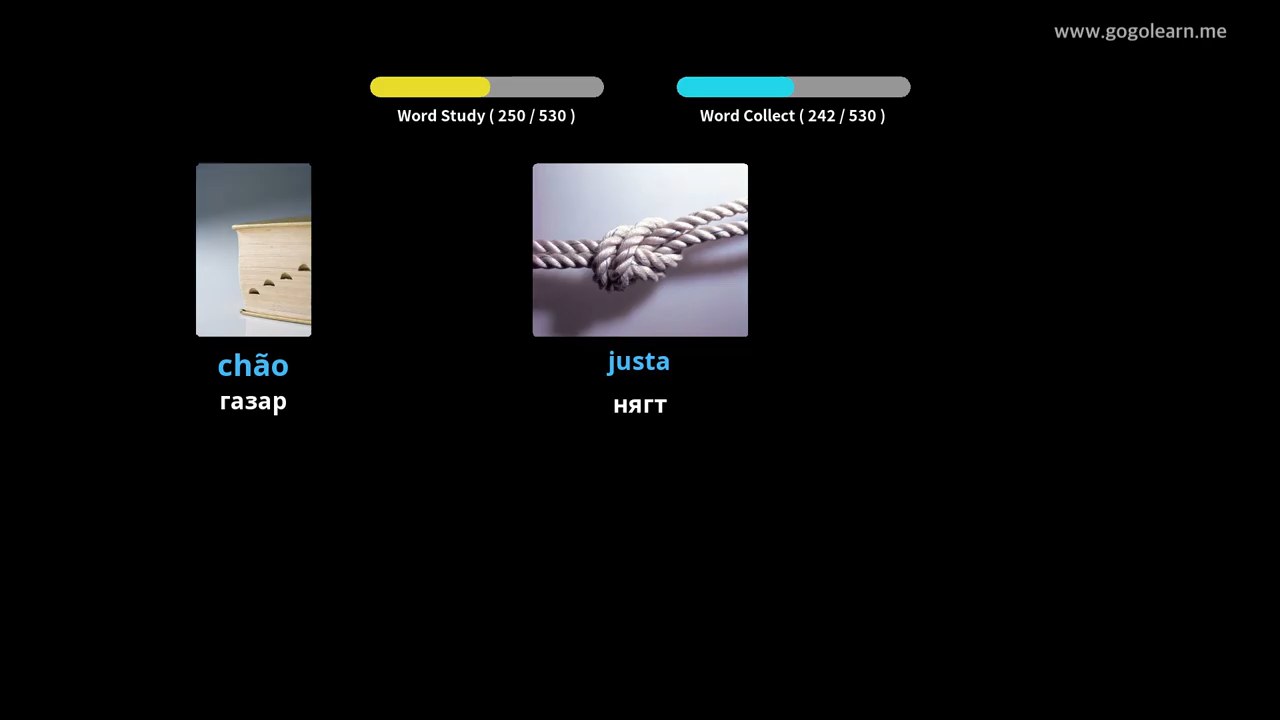 www.gogolearn.me
Word Study ( 250 / 530 )
Word Collect ( 242 / 530 )
chão
газар
justa
нягт